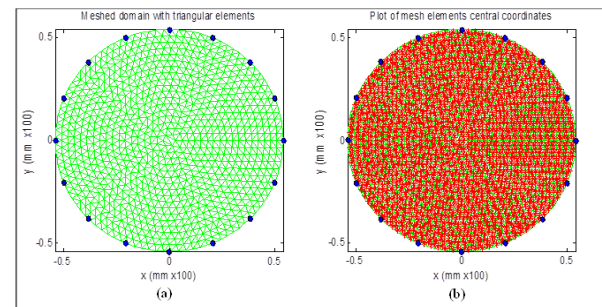 Meshed domain with triangular elements
0.5
0
-0.5
y (mm x100)
-0.5
0
0.5
x (mm x100)
(a)
Plot of mesh elements central coordinates
0.5
0
-0.5
y (mm x100)
-0.5
0
0.5
x (mm x100)
(b)